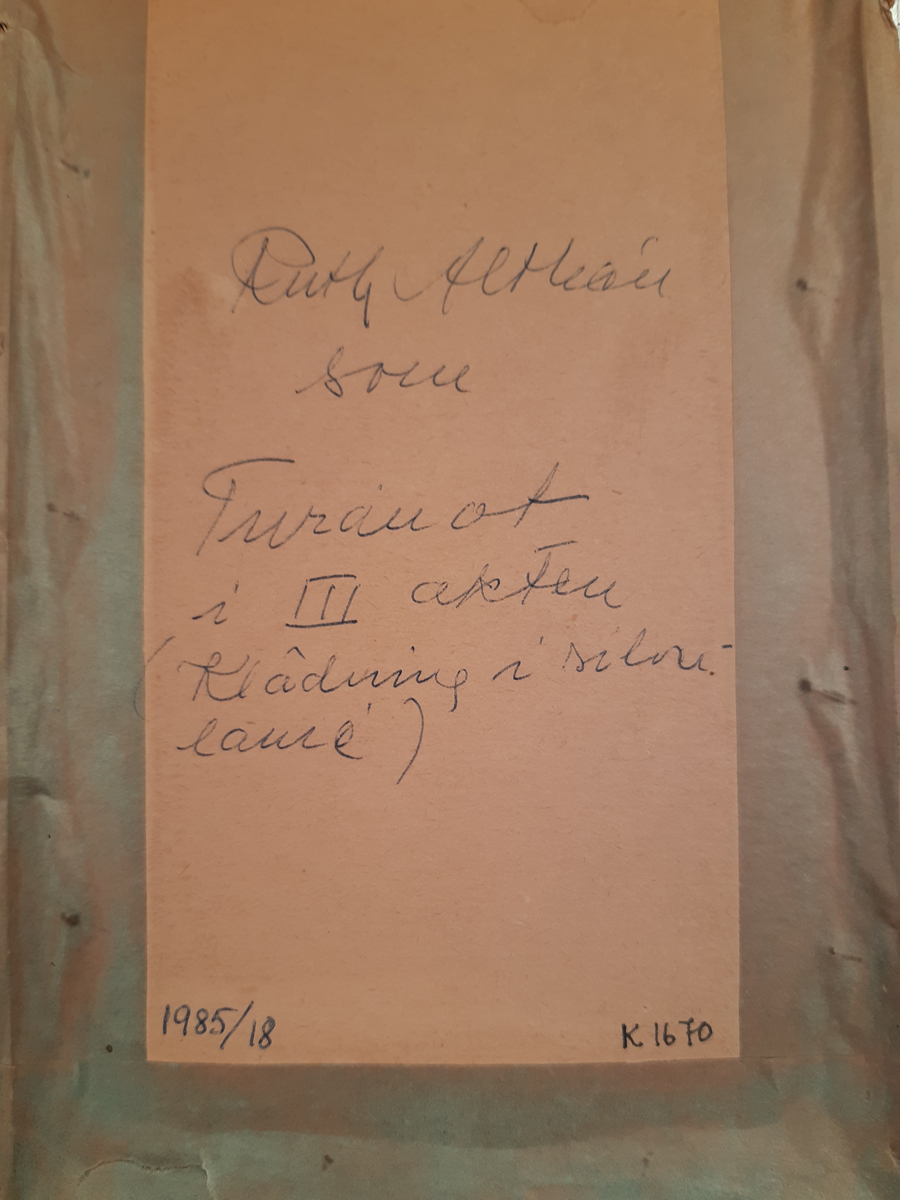 Ruth Althén
som
Turandot
i III akten
(Klädning i silver-
lamé)
1985/18
K 1670